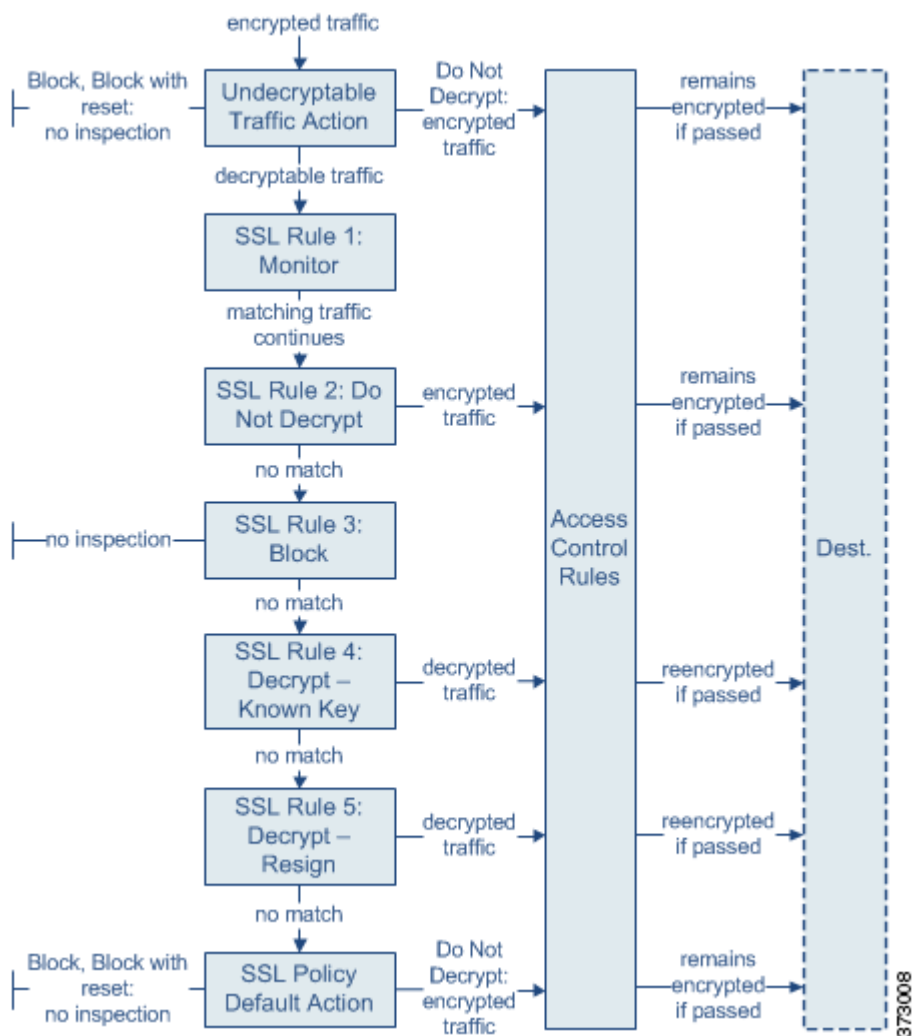 encrypted traffic
Block, Block with
reset:
no inspection
Undecryptable
Traffic Action
Do Not
Decrypt:
encrypted
traffic
remains
encrypted
if passed
decryptable traffic
SSL Rule 1:
Monitor
matching traffic
continues
SSL Rule 2: Do
Not Decrypt
encrypted
traffic
remains
encrypted
if passed
no match
no inspection
SSL Rule 3:
Block
Access
Control
Rules
Dest.
no match
SSL Rule 4:
Decrypt –
Known Key
decrypted
traffic
reencrypted
if passed
no match
SSL Rule 5:
Decrypt –
Resign
decrypted
traffic
reencrypted
if passed
no match
Block, Block with
reset:
no inspection
SSL Policy
Default Action
Do Not
Decrypt:
encrypted
traffic
remains
encrypted
if passed
373008